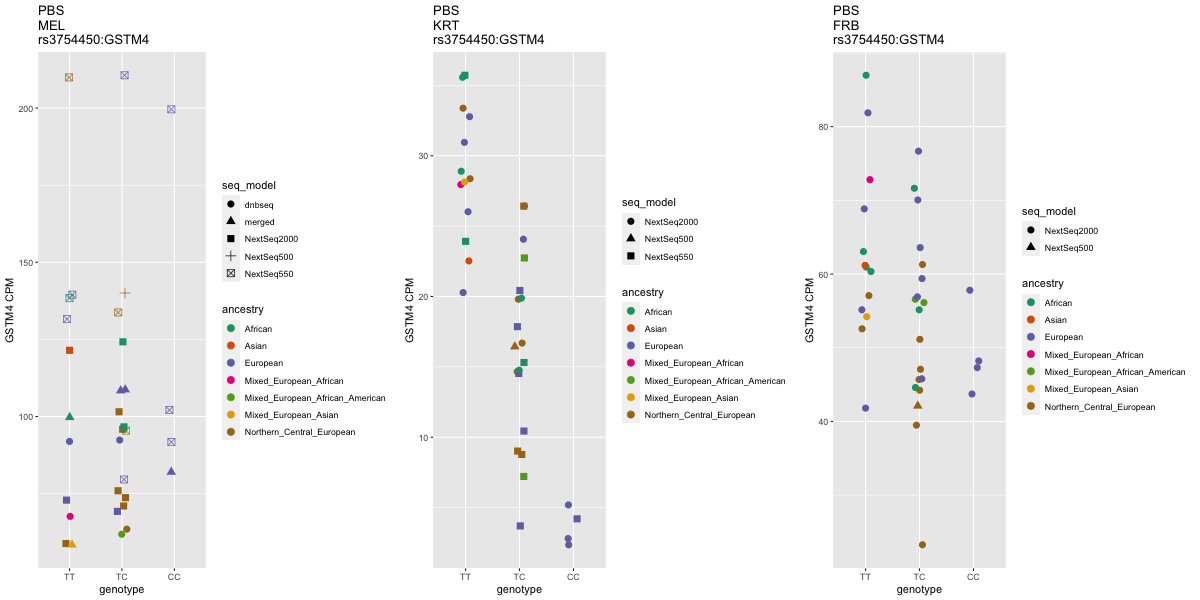 PBS
MEL
rs3754450:GSTM4
200
150
100
GSTM4 CPM
TT
TC
CC
genotype
seq_model
dnbseq
merged
NextSeq2000
NextSeq500
NextSeq550
ancestry
African
Asian
European
Mixed_European_African
Mixed_European_African_American
Mixed_European_Asian
Northern_Central_European
PBS
KRT
rs3754450:GSTM4
30
20
10
GSTM4 CPM
TT
TC
CC
genotype
seq_model
NextSeq2000
NextSeq500
NextSeq550
ancestry
African
Asian
European
Mixed_European_African
Mixed_European_African_American
Mixed_European_Asian
Northern_Central_European
PBS
FRB
rs3754450:GSTM4
80
60
40
GSTM4 CPM
TT
TC
CC
genotype
seq_model
NextSeq2000
NextSeq500
ancestry
African
Asian
European
Mixed_European_African
Mixed_European_African_American
Mixed_European_Asian
Northern_Central_European